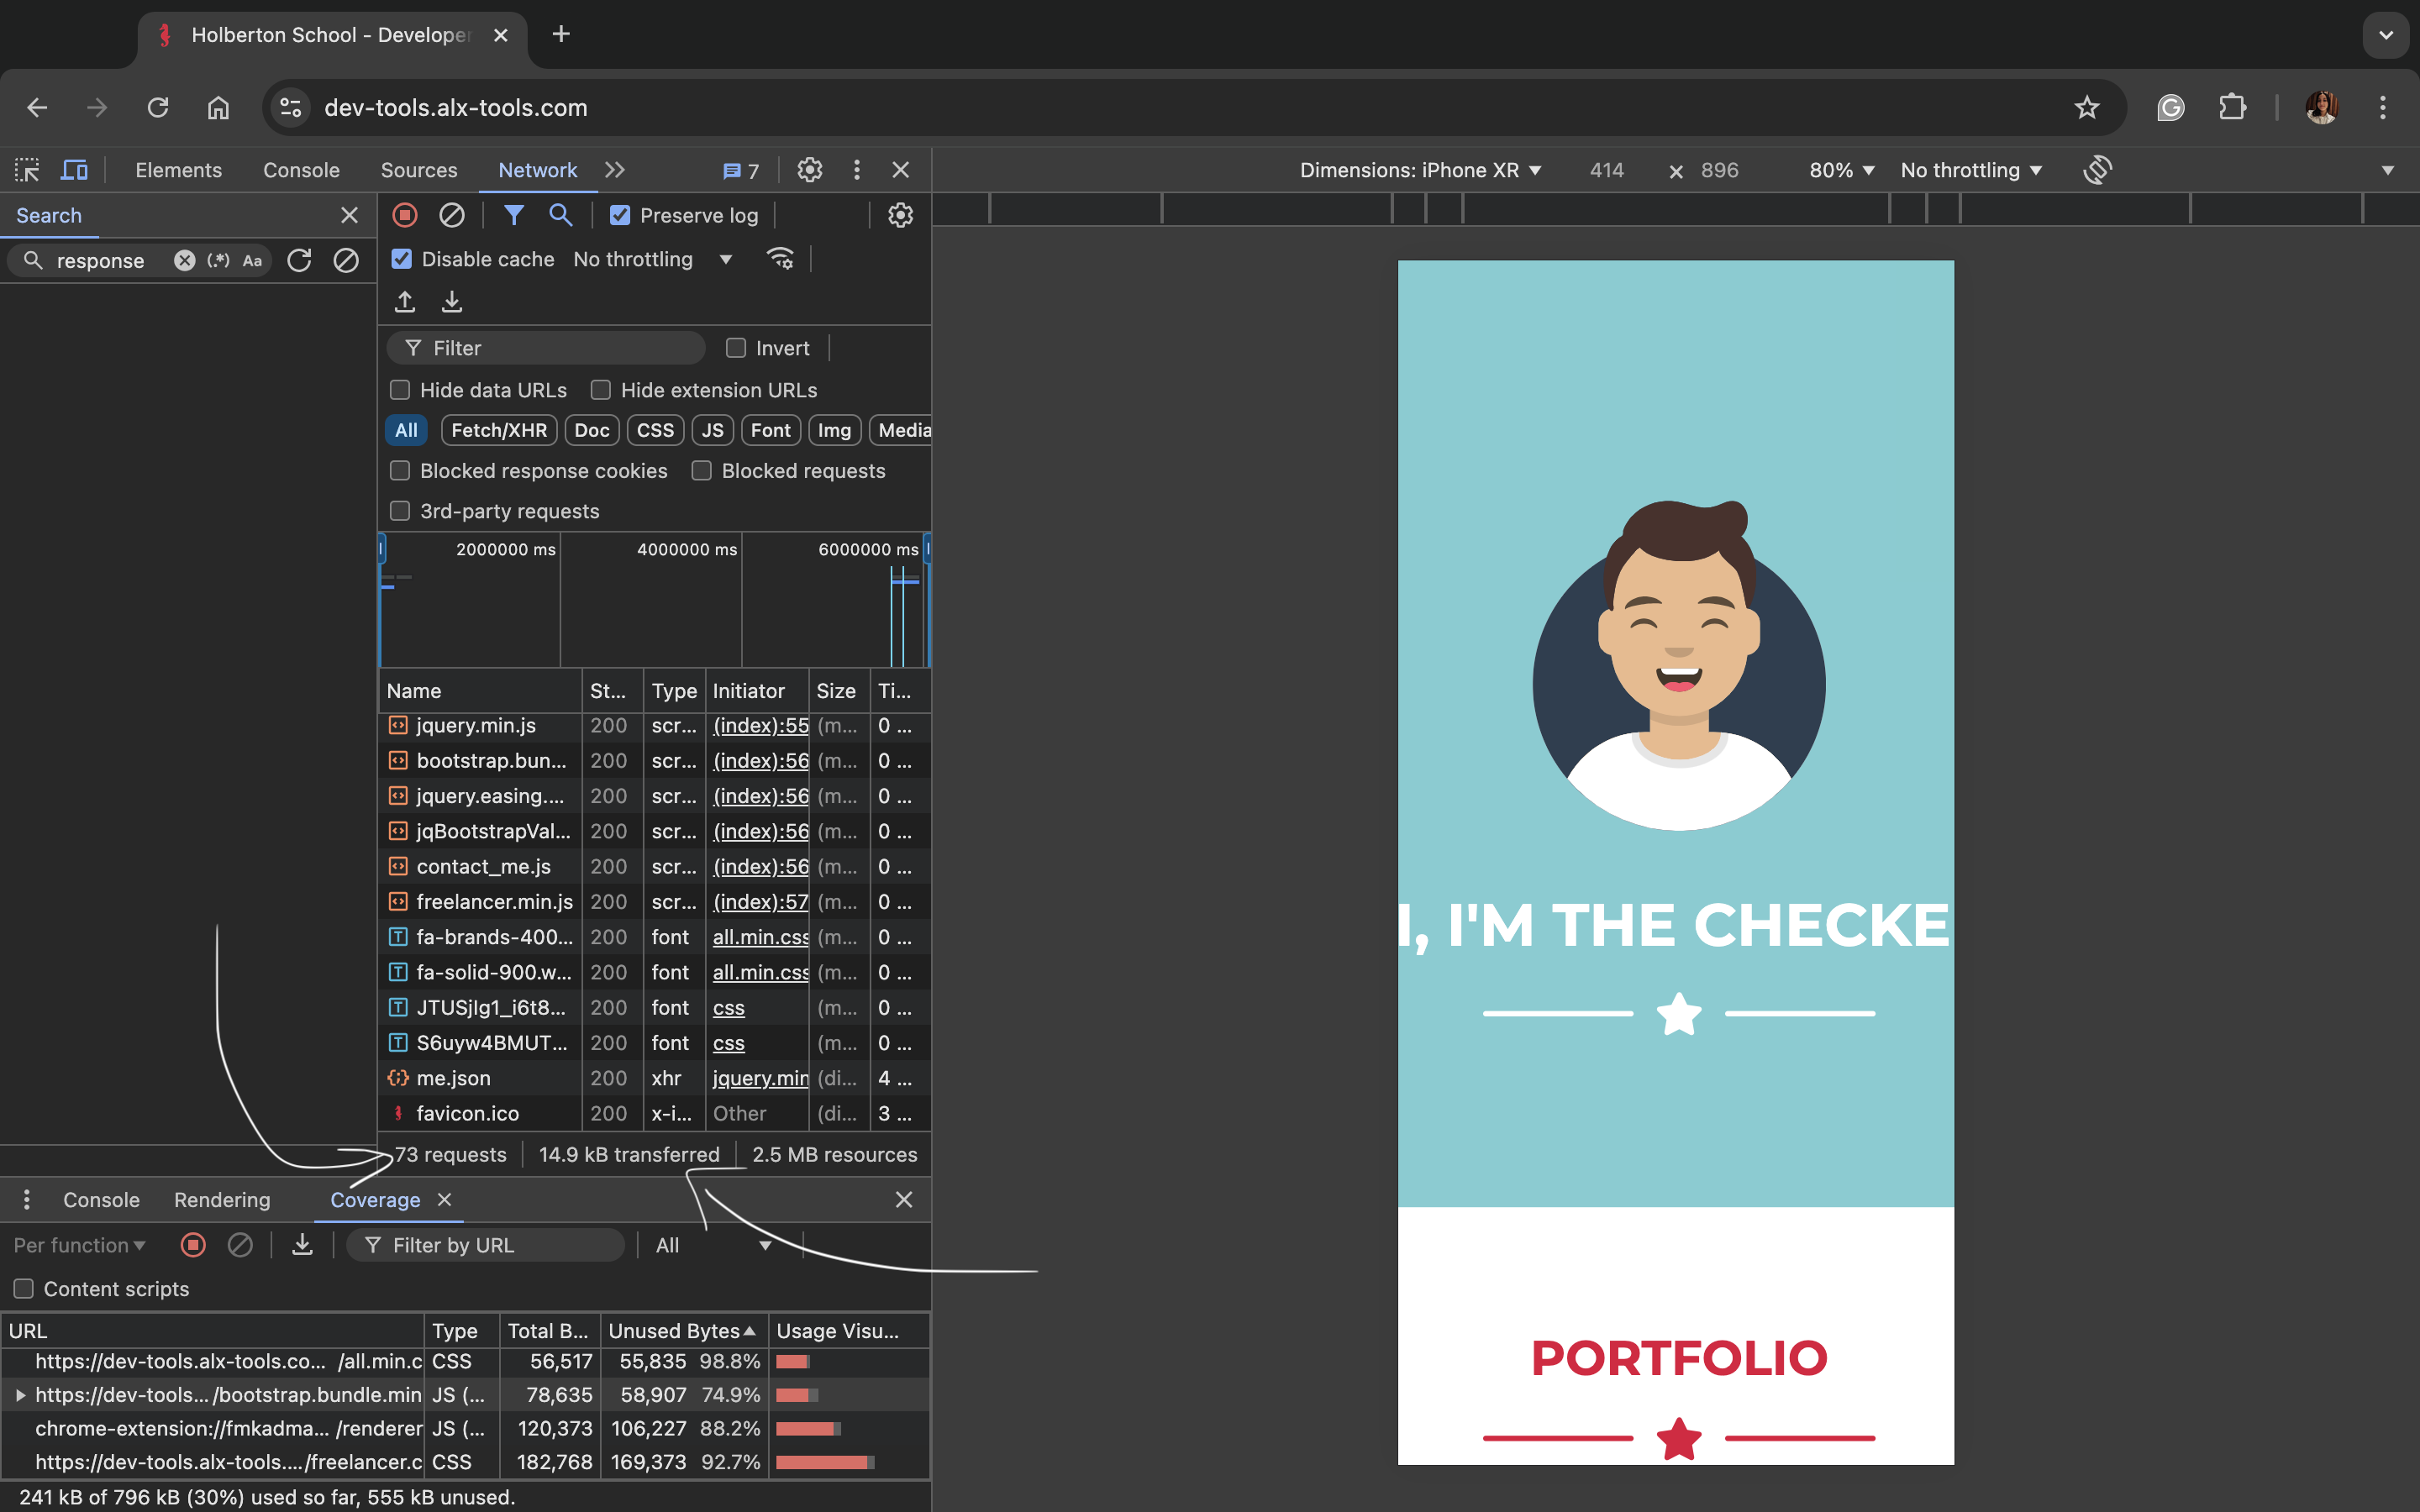 Holberton School - Develope
dev-tools.alx-tools.com
Elements
Console
Sources
Network
7
Dimensions: iPhone XR
414
×
896
80%
No throttling
Search
Preserve log
response
(.*)
Aa
Disable cache
No throttling
Filter
Invert
Hide data URLs
Hide extension URLs
All
Fetch/XHR
Doc
CSS
JS
Font
Img
Media
Blocked response cookies
Blocked requests
3rd-party requests
2000000 ms
4000000 ms
6000000 ms
Name St... Type Initiator Size Ti...
jquery.min.js 200 scr... (index):55 (m... 0 ...
bootstrap.bun... 200 scr... (index):56 (m... 0 ...
jquery.easing.... 200 scr... (index):56 (m... 0 ...
jqBootstrapVal... 200 scr... (index):56 (m... 0 ...
contact_me.js 200 scr... (index):56 (m... 0 ...
freelancer.min.js 200 scr... (index):57 (m... 0 ...
fa-brands-400... 200 font all.min.css (m... 0 ...
fa-solid-900.w... 200 font all.min.css (m... 0 ...
JTUSjIg1_i6t8... 200 font css (m... 0 ...
S6uyw4BMUT... 200 font css (m... 0 ...
me.json 200 xhr jquery.min (di... 4 ...
favicon.ico 200 x-i... Other (di... 3 ...
73 requests
14.9 kB transferred
2.5 MB resources
Console
Rendering
Coverage
Per function
Filter by URL
All
Content scripts
URL Type Total B... Unused Bytes Usage Visu...
https://dev-tools.alx-tools.co... /all.min.c CSS 56,517 55,835 98.8%
https://dev-tools... /bootstrap.bundle.min JS (... 78,635 58,907 74.9%
chrome-extension://fmkadma... /renderer JS (... 120,373 106,227 88.2%
https://dev-tools.alx-tools..../freelancer.c CSS 182,768 169,373 92.7%
241 kB of 796 kB (30%) used so far, 555 kB unused.
I, I'M THE CHECKE
PORTFOLIO